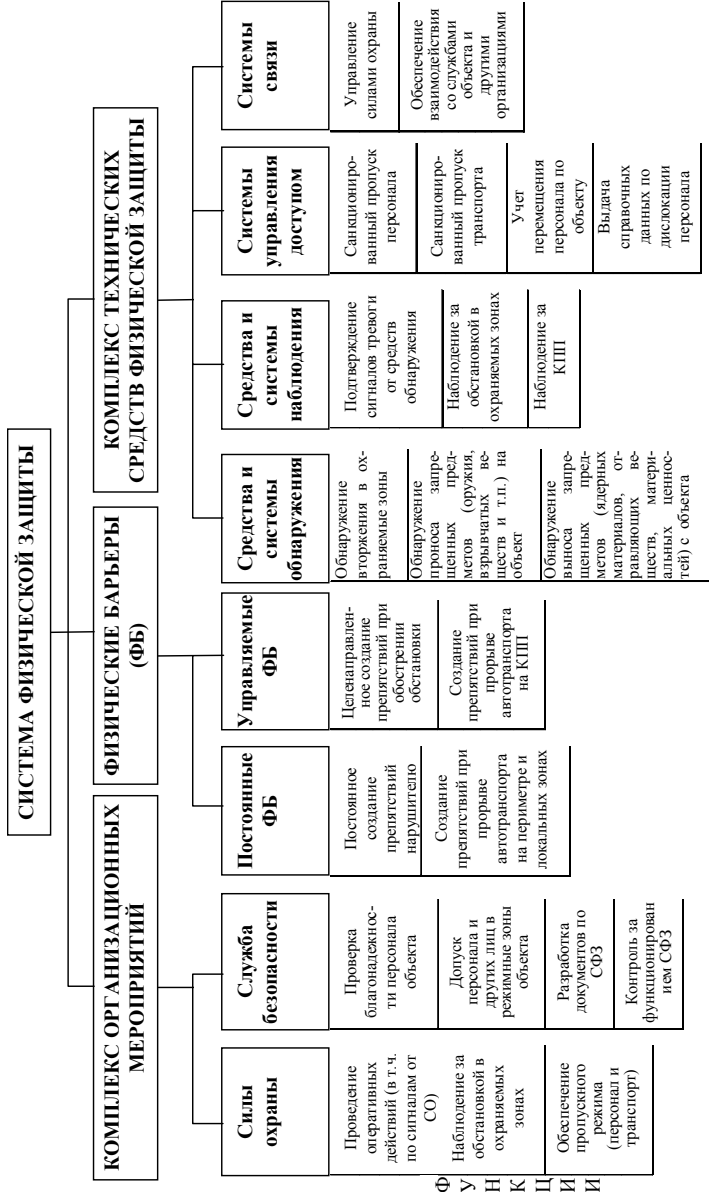 СИСТЕМА ФИЗИЧЕСКОЙ ЗАЩИТЫ
КОМПЛЕКС ОРГАНИЗАЦИОННЫХ
МЕРОПРИЯТИЙ
ФИЗИЧЕСКИЕ БАРЬЕРЫ
(ФБ)
КОМПЛЕКС ТЕХНИЧЕСКИХ
СРЕДСТВ ФИЗИЧЕСКОЙ ЗАЩИТЫ
Силы
охраны
Служба
безопасности
Постоянные
ФБ
Управляемые
ФБ
Средства и
системы
обнаружения
Средства и
системы
наблюдения
Системы
управления
доступом
Системы
связи
ФУНКЦИИ
Проведение
оперативных
действий (в т.ч.
по сигналам от
СО)
Наблюдение за
обстановкой в
охраняемых
зонах
Обеспечение
пропускного
режима
(персонал и
транспорт)
Проверка
благонадежнос-
ти персонала
объекта
Допуск
персонала и
других лиц в
режимные зоны
объекта
Разработка
документов по
СФЗ
Контроль за
функционирован
ием СФЗ
Постоянное
создание
препятствий
нарушителю
Создание
препятствий при
прорыве
автотранспорта
на периметре и
локальных зонах
Целенаправлен-
ное создание
препятствий при
обострении
обстановки
Создание
препятствий при
прорыве
автотранспорта
на КПП
Обнаружение
вторжения в ох-
раняемые зоны
Обнаружение
проноса запре-
щенных пред-
метов (оружия,
взрывчатых ве-
ществ и т.п.) на
объект
Обнаружение
выноса запре-
щенных пред-
метов (ядерных
материалов, от-
равляющих ве-
ществ, матери-
альных ценнос-
тей) с объекта
Подтверждение
сигналов тревоги
от средств
обнаружения
Наблюдение за
обстановкой в
охраняемых зонах
Наблюдение за
КПП
Санкциониро-
ванный пропуск
персонала
Санкциониро-
ванный пропуск
транспорта
Учет
перемещения
персонала по
объекту
Выдача
справочных
данных по
дислокации
персонала
Управление
силами охраны
Обеспечение
взаимодействия
со службами
объекта и
другими
организациями